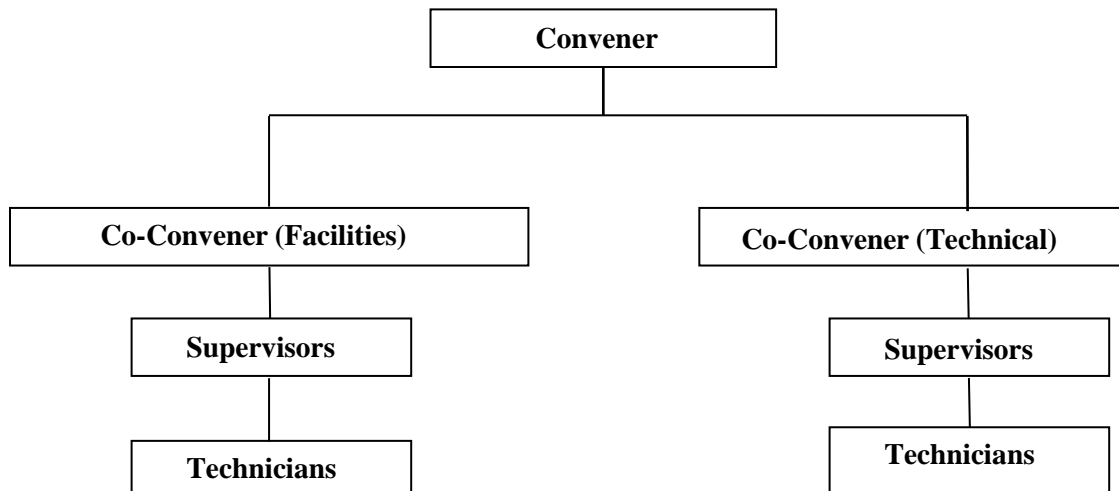 Convener
Co-Convener (Facilities)
Co-Convener (Technical)
Supervisors
Supervisors
Technicians
Technicians